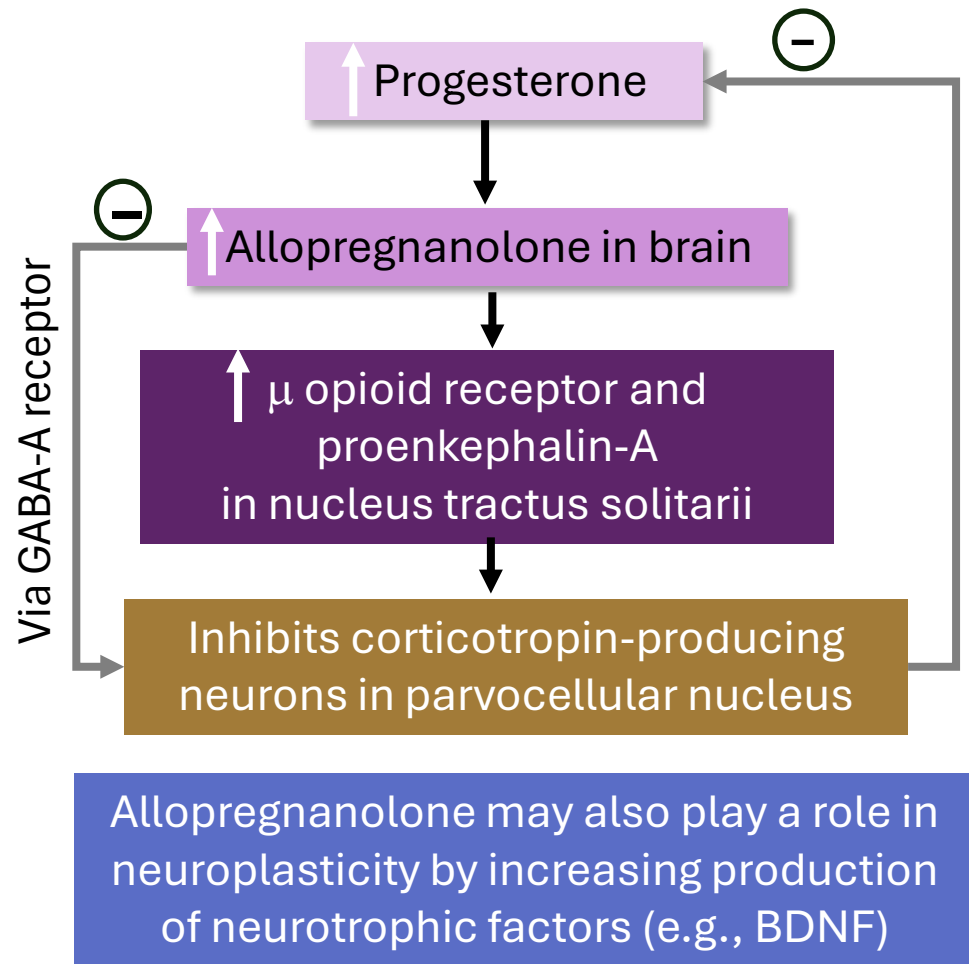 −
Progesterone
−
Allopregnanolone in brain
Via GABA-A receptor
μ opioid receptor and
proenkephalin-A
in nucleus tractus solitarii
Inhibits corticotropin-producing
neurons in parvocellular nucleus
Allopregnanolone may also play a role in
neuroplasticity by increasing production
of neurotrophic factors (e.g., BDNF)